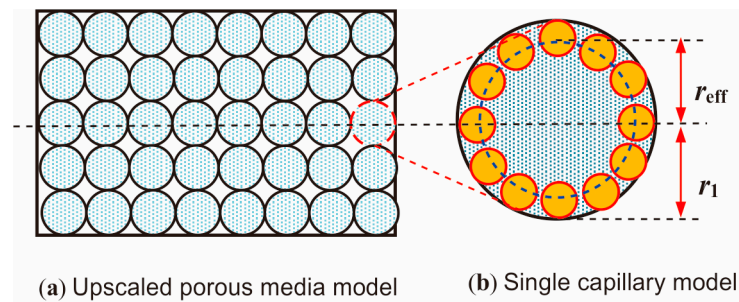 r_eff
r_1
(a) Upscaled porous media model
(b) Single capillary model